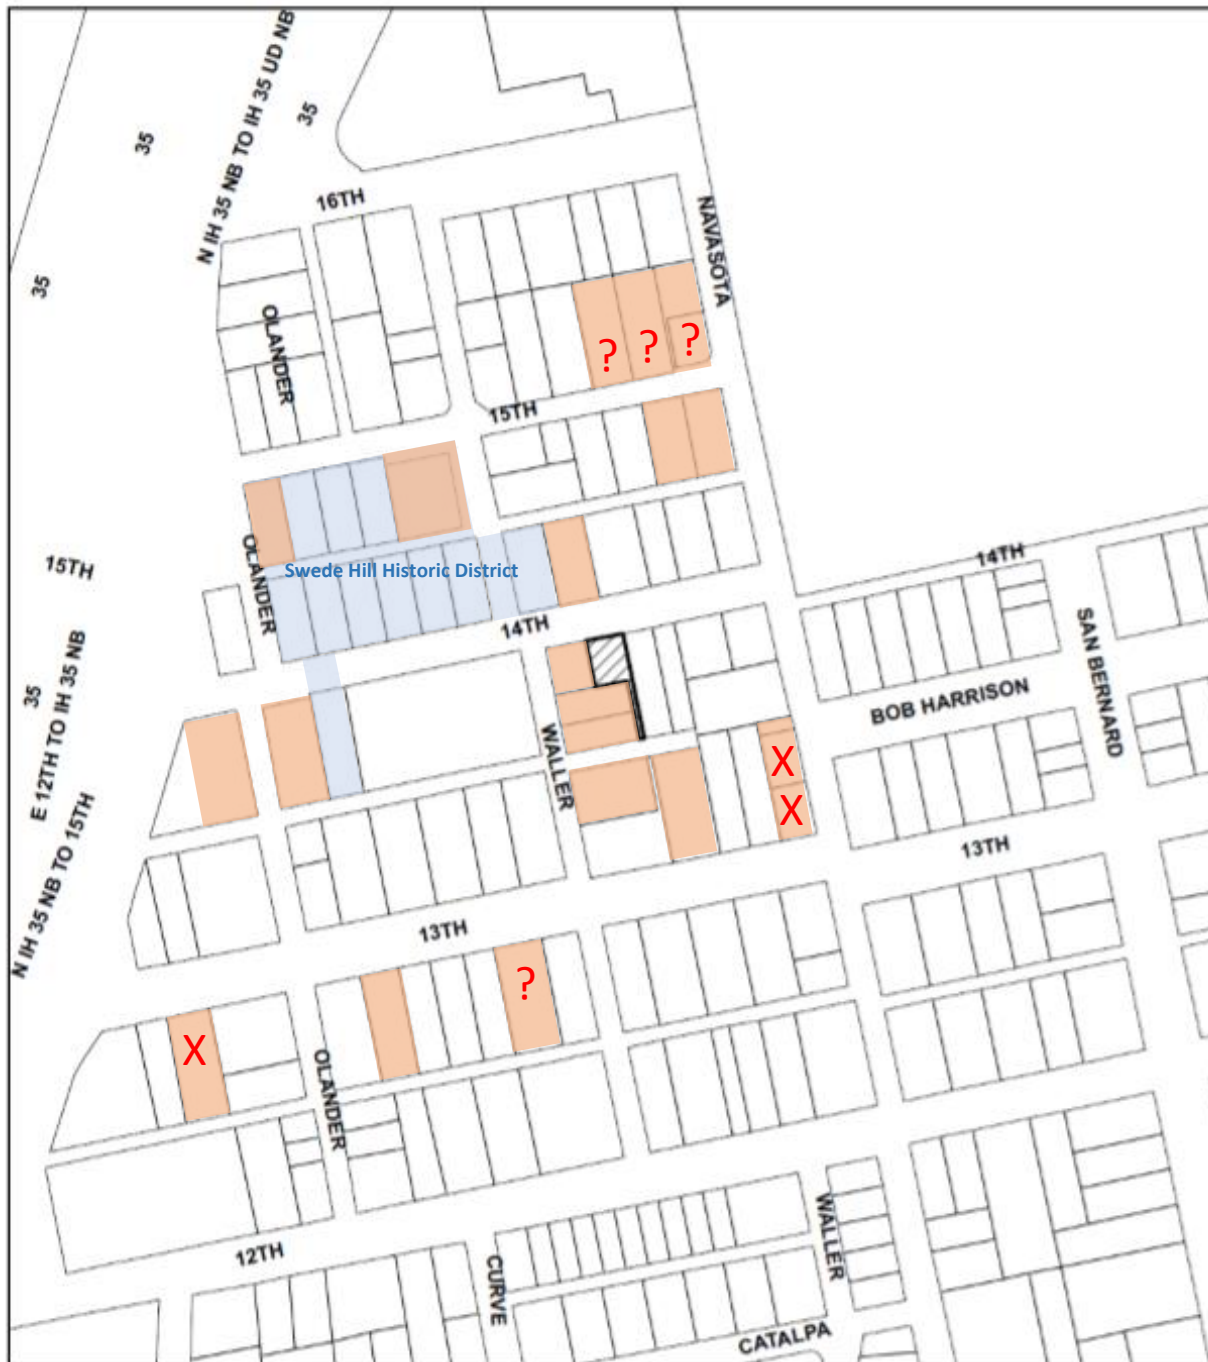 N IH 35 NB TO IH 35 UD NB
35
35
35
16TH
NAVASOTA
OLANDER
? ? ?
15TH
15TH
OLANDER
Swede Hill Historic District
14TH
14TH
SAN BERNARD
BOB HARRISON
35
E 12TH TO IH 35 NB
WALLER
X
X
N IH 35 NB TO 15TH
13TH
13TH
?
X
OLANDER
12TH
CURVE
WALLER
CATALPA